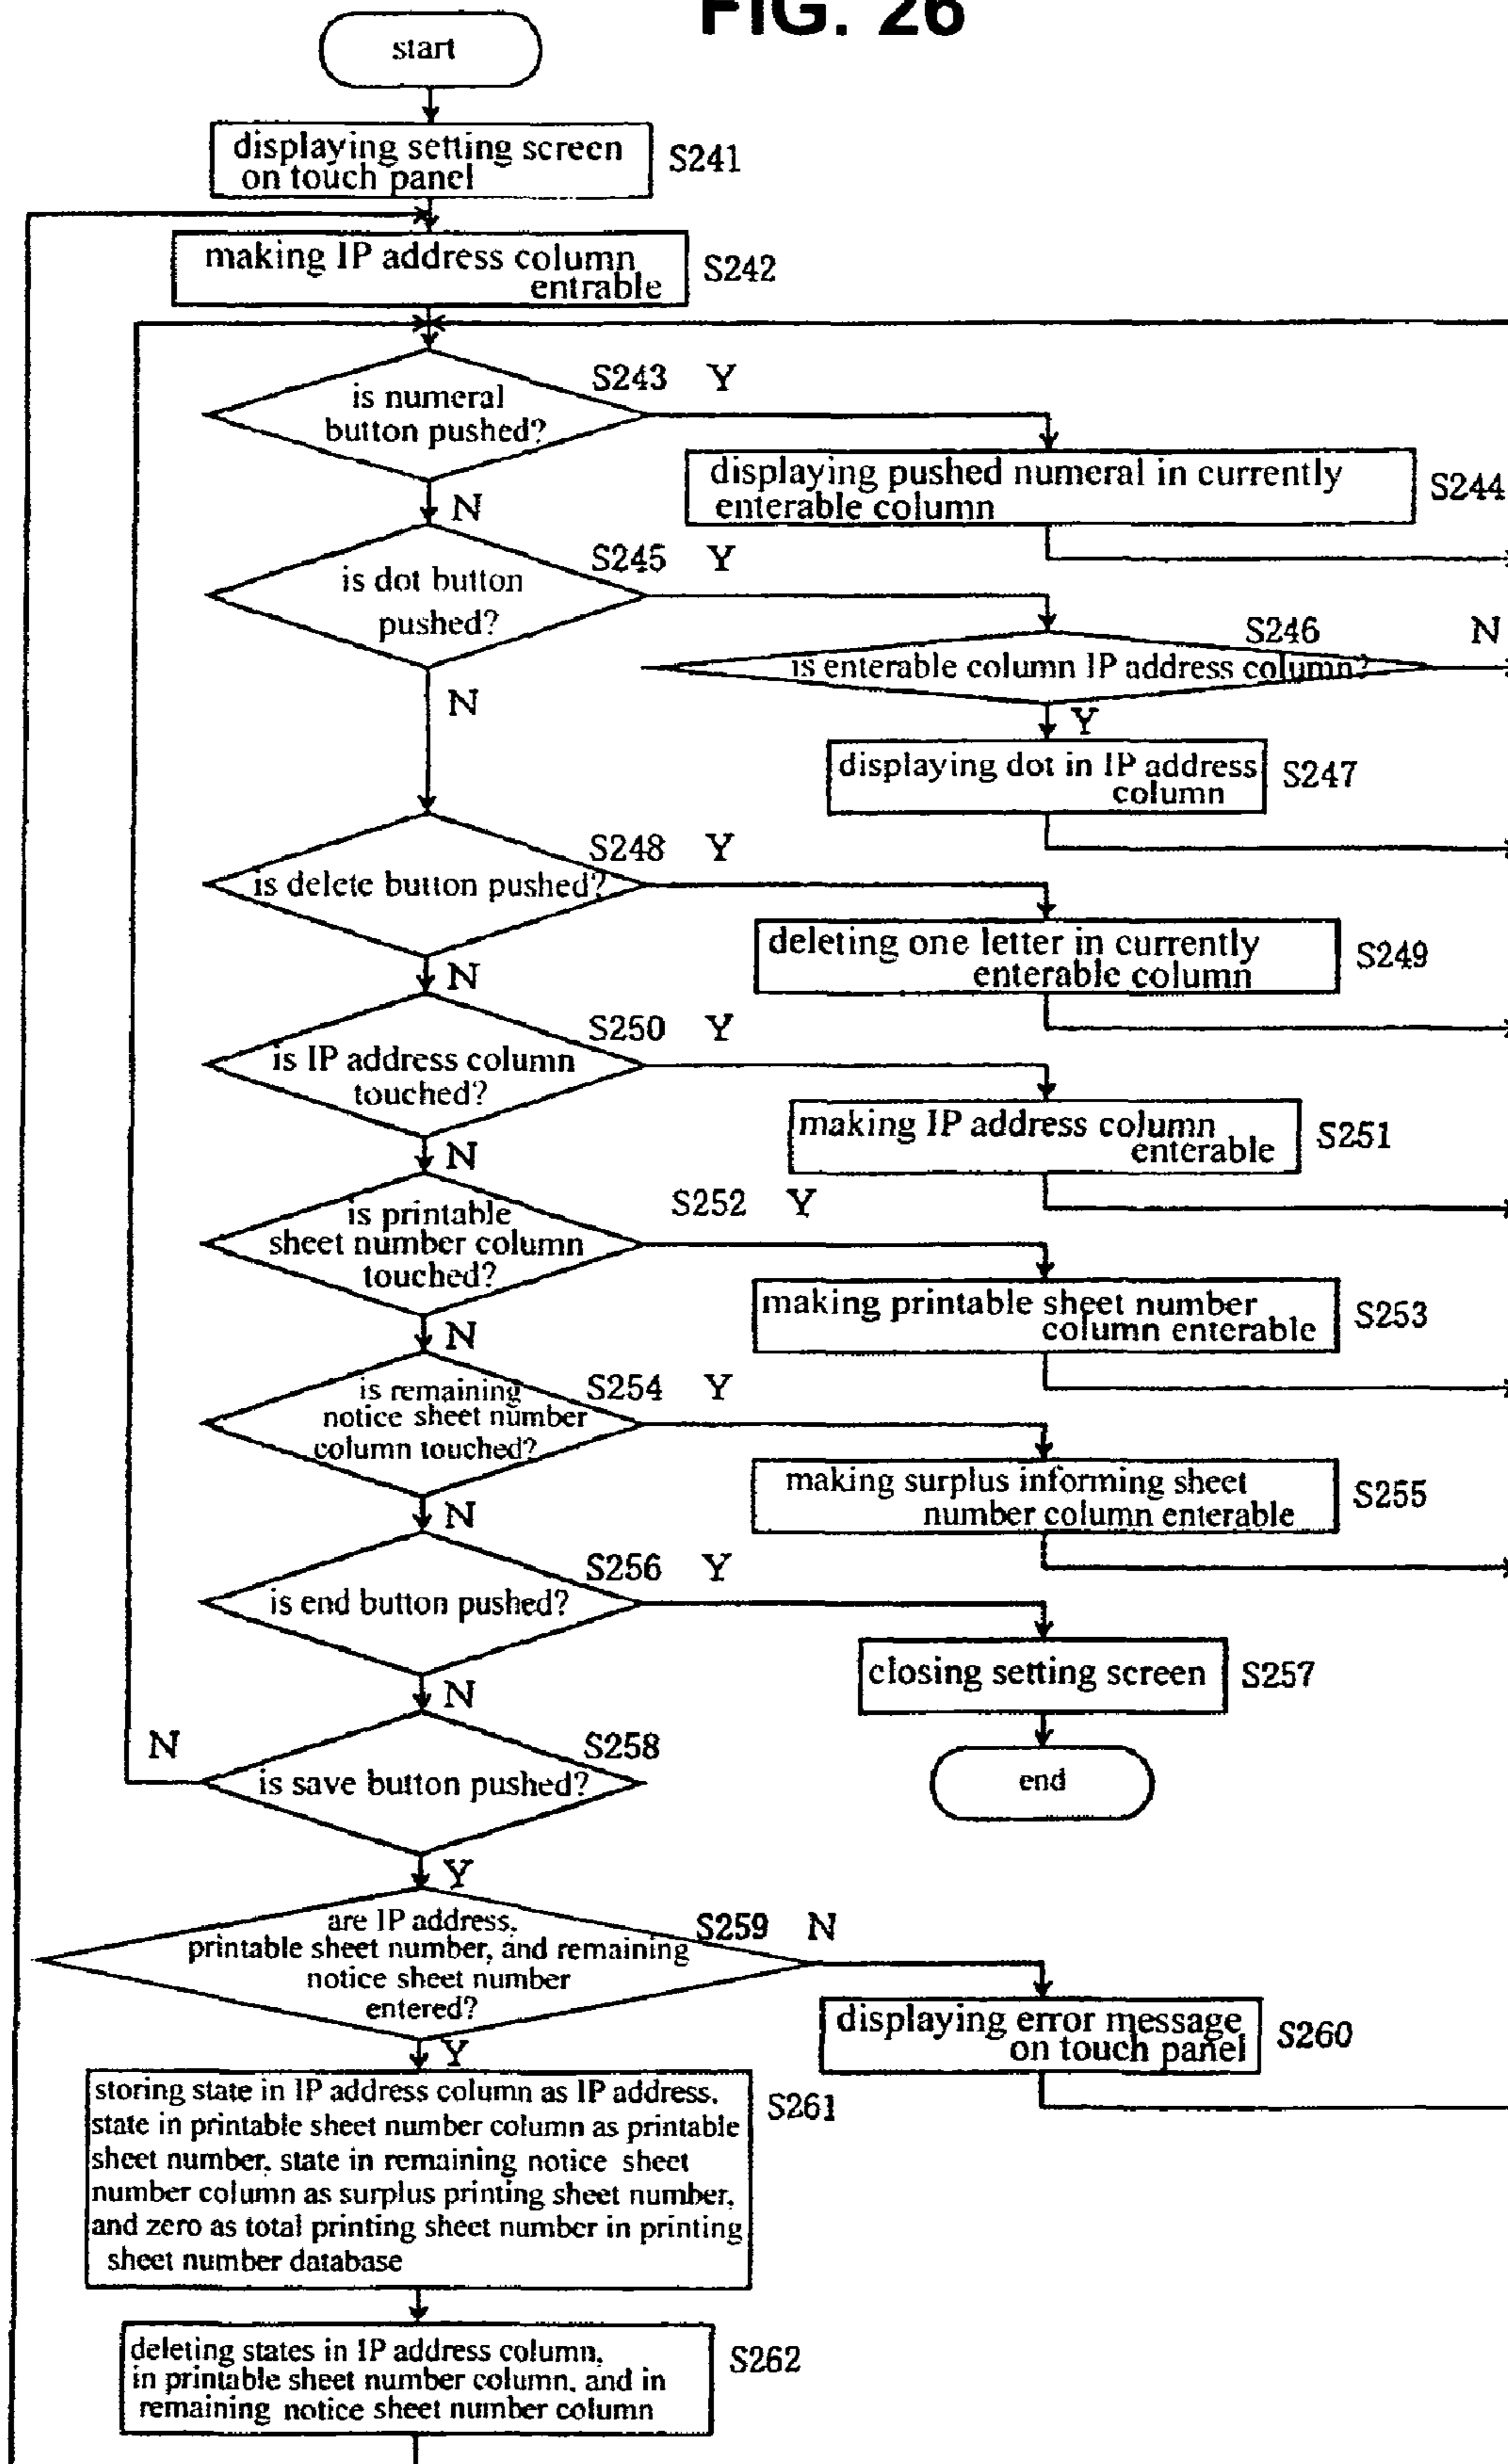 FIG. 26
start
displaying setting screen
on touch panel
S241
making IP address column
entrable
S242
is numeral
button pushed?
S243 Y
displaying pushed numeral in currently
enterable column
S244
N
is dot button
pushed?
S245 Y
is enterable column IP address column?
S246 N
Y
displaying dot in IP address
column
S247
N
is delete button pushed?
S248 Y
deleting one letter in currently
enterable column
S249
N
is IP address column
touched?
S250 Y
making IP address column
enterable
S251
N
is printable
sheet number column
touched?
S252 Y
making printable sheet number
column enterable
S253
N
is remaining
notice sheet number
column touched?
S254 Y
making surplus informing sheet
number column enterable
S255
N
is end button pushed?
S256 Y
closing setting screen
S257
end
N
is save button pushed?
S258
N
Y
are IP address,
printable sheet number, and remaining
notice sheet number
entered?
S259 N
displaying error message
on touch panel
S260
Y
storing state in IP address column as IP address,
state in printable sheet number column as printable
sheet number, state in remaining notice sheet
number column as surplus printing sheet number,
and zero as total printing sheet number in printing
sheet number database
S261
deleting states in IP address column,
in printable sheet number column, and in
remaining notice sheet number column
S262